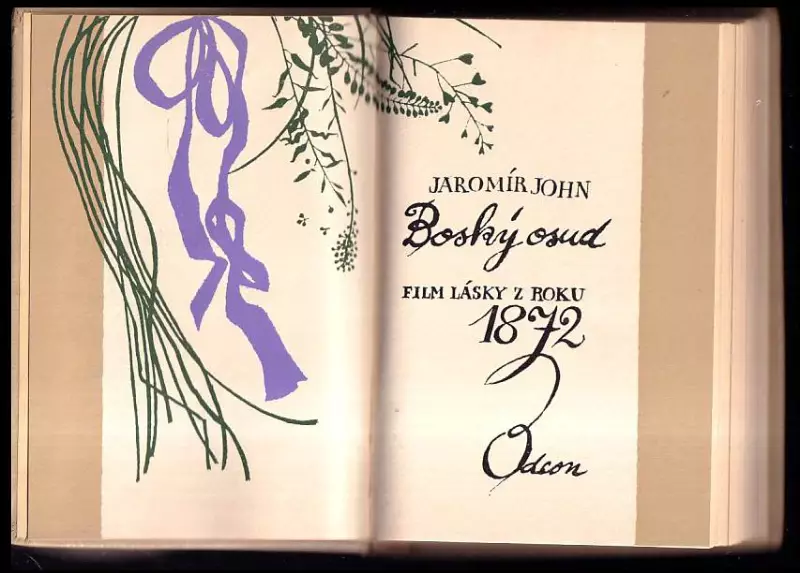 JAROMÍR JOHN
Boský osud
FILM LÁSKY Z ROKU
1872
Odeon